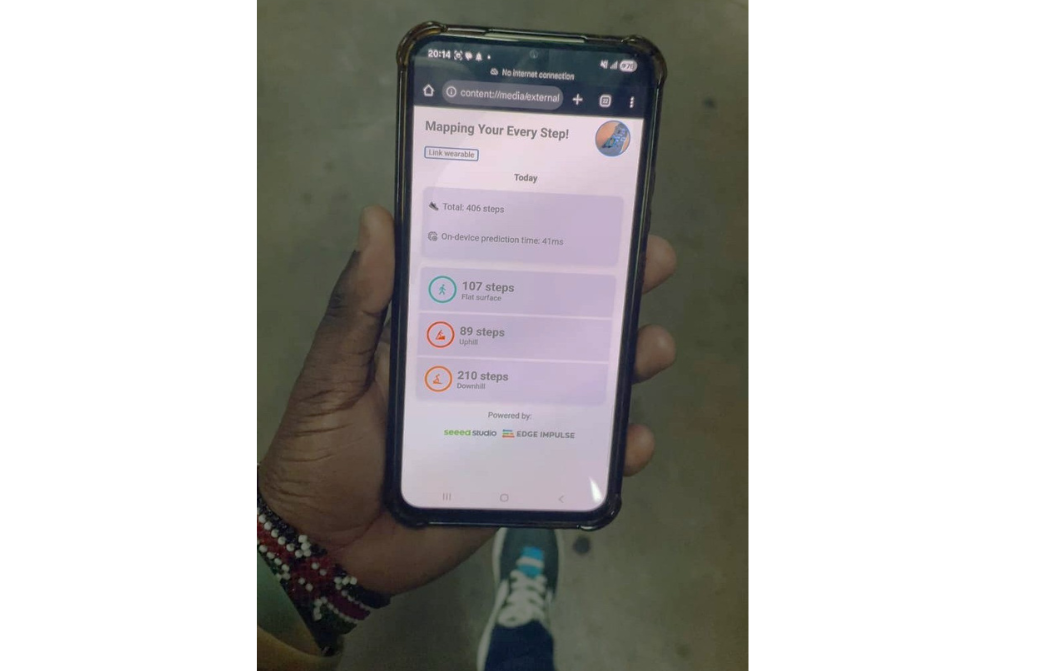 20:14
No internet connection
content://media/external
Mapping Your Every Step!
Link wearable
Today
Total: 406 steps
On-device prediction time: 41ms
107 steps
Flat surface
89 steps
Uphill
210 steps
Downhill
Powered by:
seeed studio EDGE IMPULSE